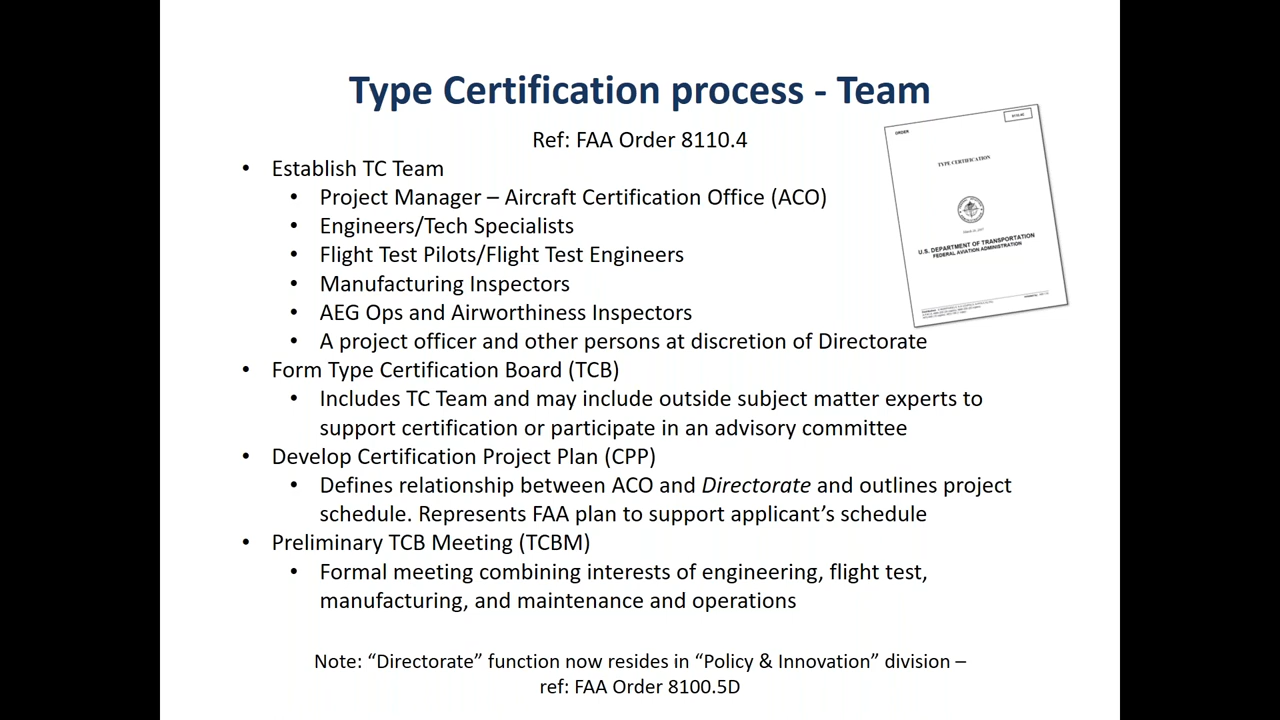 Type Certification process - Team
Ref: FAA Order 8110.4
• Establish TC Team
• Project Manager – Aircraft Certification Office (ACO)
• Engineers/Tech Specialists
• Flight Test Pilots/Flight Test Engineers
• Manufacturing Inspectors
• AEG Ops and Airworthiness Inspectors
• A project officer and other persons at discretion of Directorate
• Form Type Certification Board (TCB)
• Includes TC Team and may include outside subject matter experts to
support certification or participate in an advisory committee
• Develop Certification Project Plan (CPP)
• Defines relationship between ACO and Directorate and outlines project
schedule. Represents FAA plan to support applicant’s schedule
• Preliminary TCB Meeting (TCBM)
• Formal meeting combining interests of engineering, flight test,
manufacturing, and maintenance and operations
Note: “Directorate” function now resides in “Policy & Innovation” division –
ref: FAA Order 8100.5D
ORDER
8110.4C
TYPE CERTIFICATION
U.S. DEPARTMENT OF TRANSPORTATION
FEDERAL AVIATION ADMINISTRATION